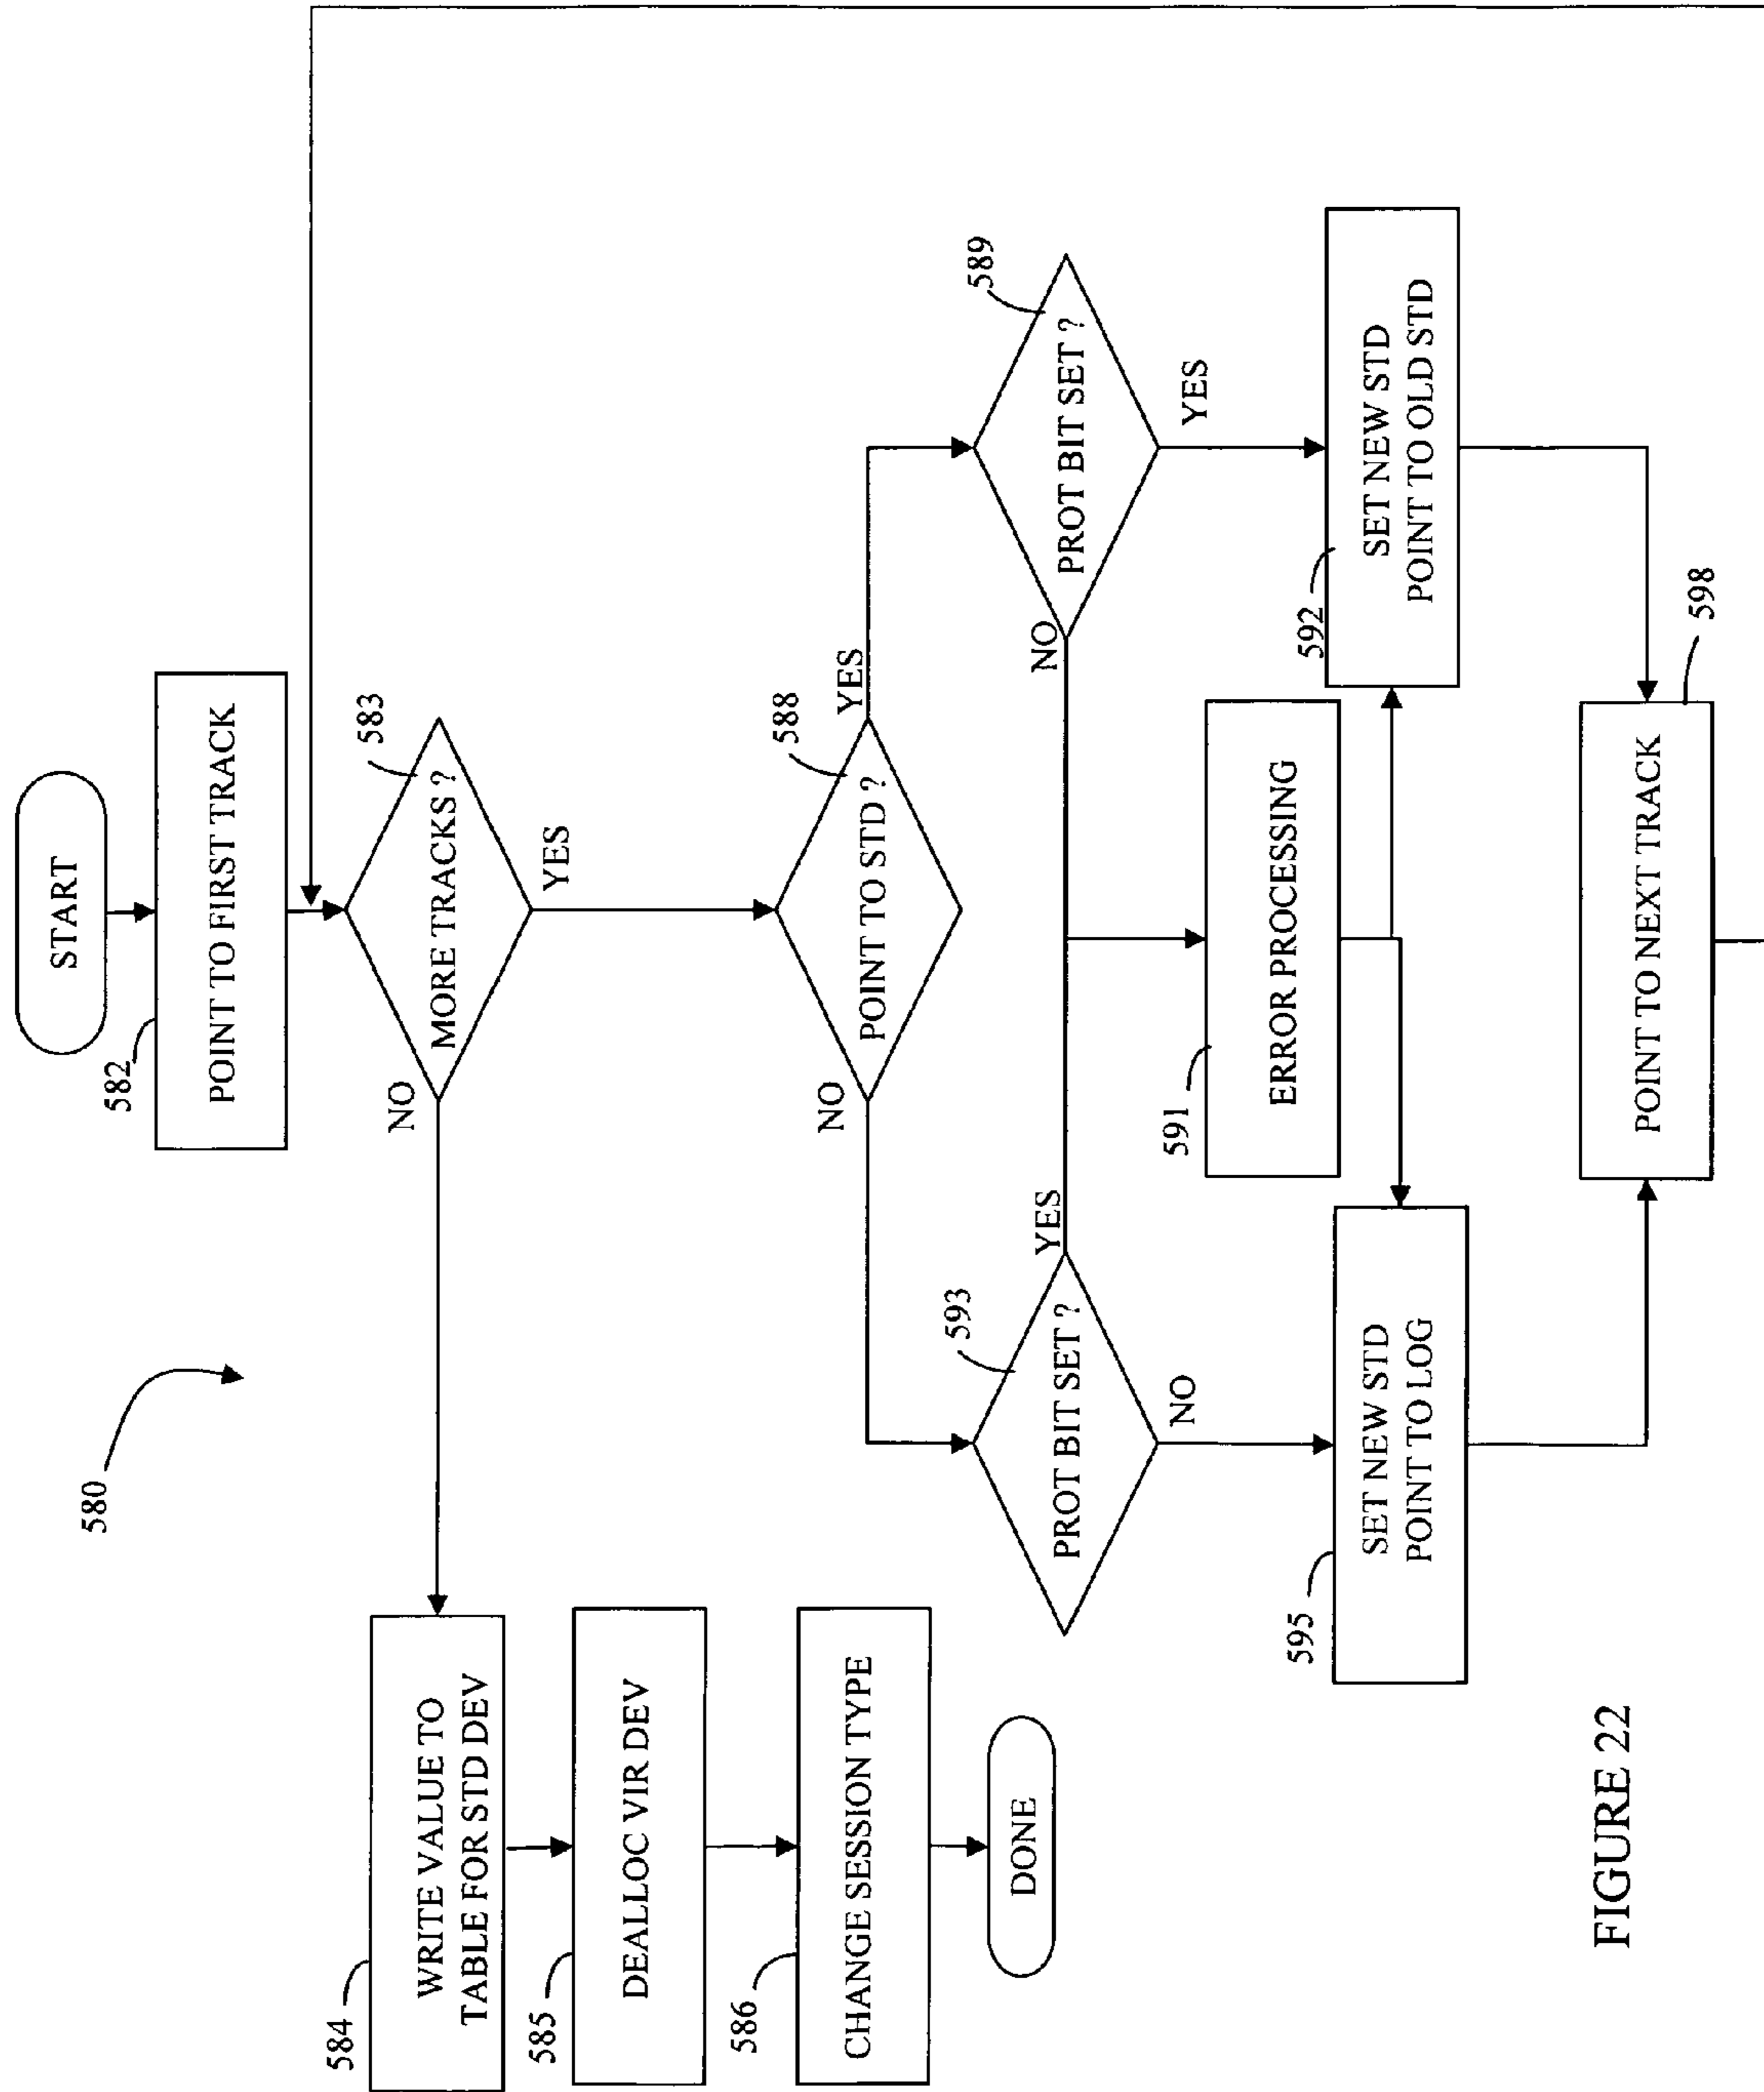 START
582
POINT TO FIRST TRACK
583
MORE TRACKS ?
NO
YES
580
584
WRITE VALUE TO
TABLE FOR STD DEV
585
DEALLOC VIR DEV
586
CHANGE SESSION TYPE
DONE
588
POINT TO STD ?
NO
YES
593
PROT BIT SET ?
YES
NO
589
PROT BIT SET ?
NO
YES
591
ERROR PROCESSING
595
SET NEW STD
POINT TO LOG
592
SET NEW STD
POINT TO OLD STD
598
POINT TO NEXT TRACK
FIGURE 22